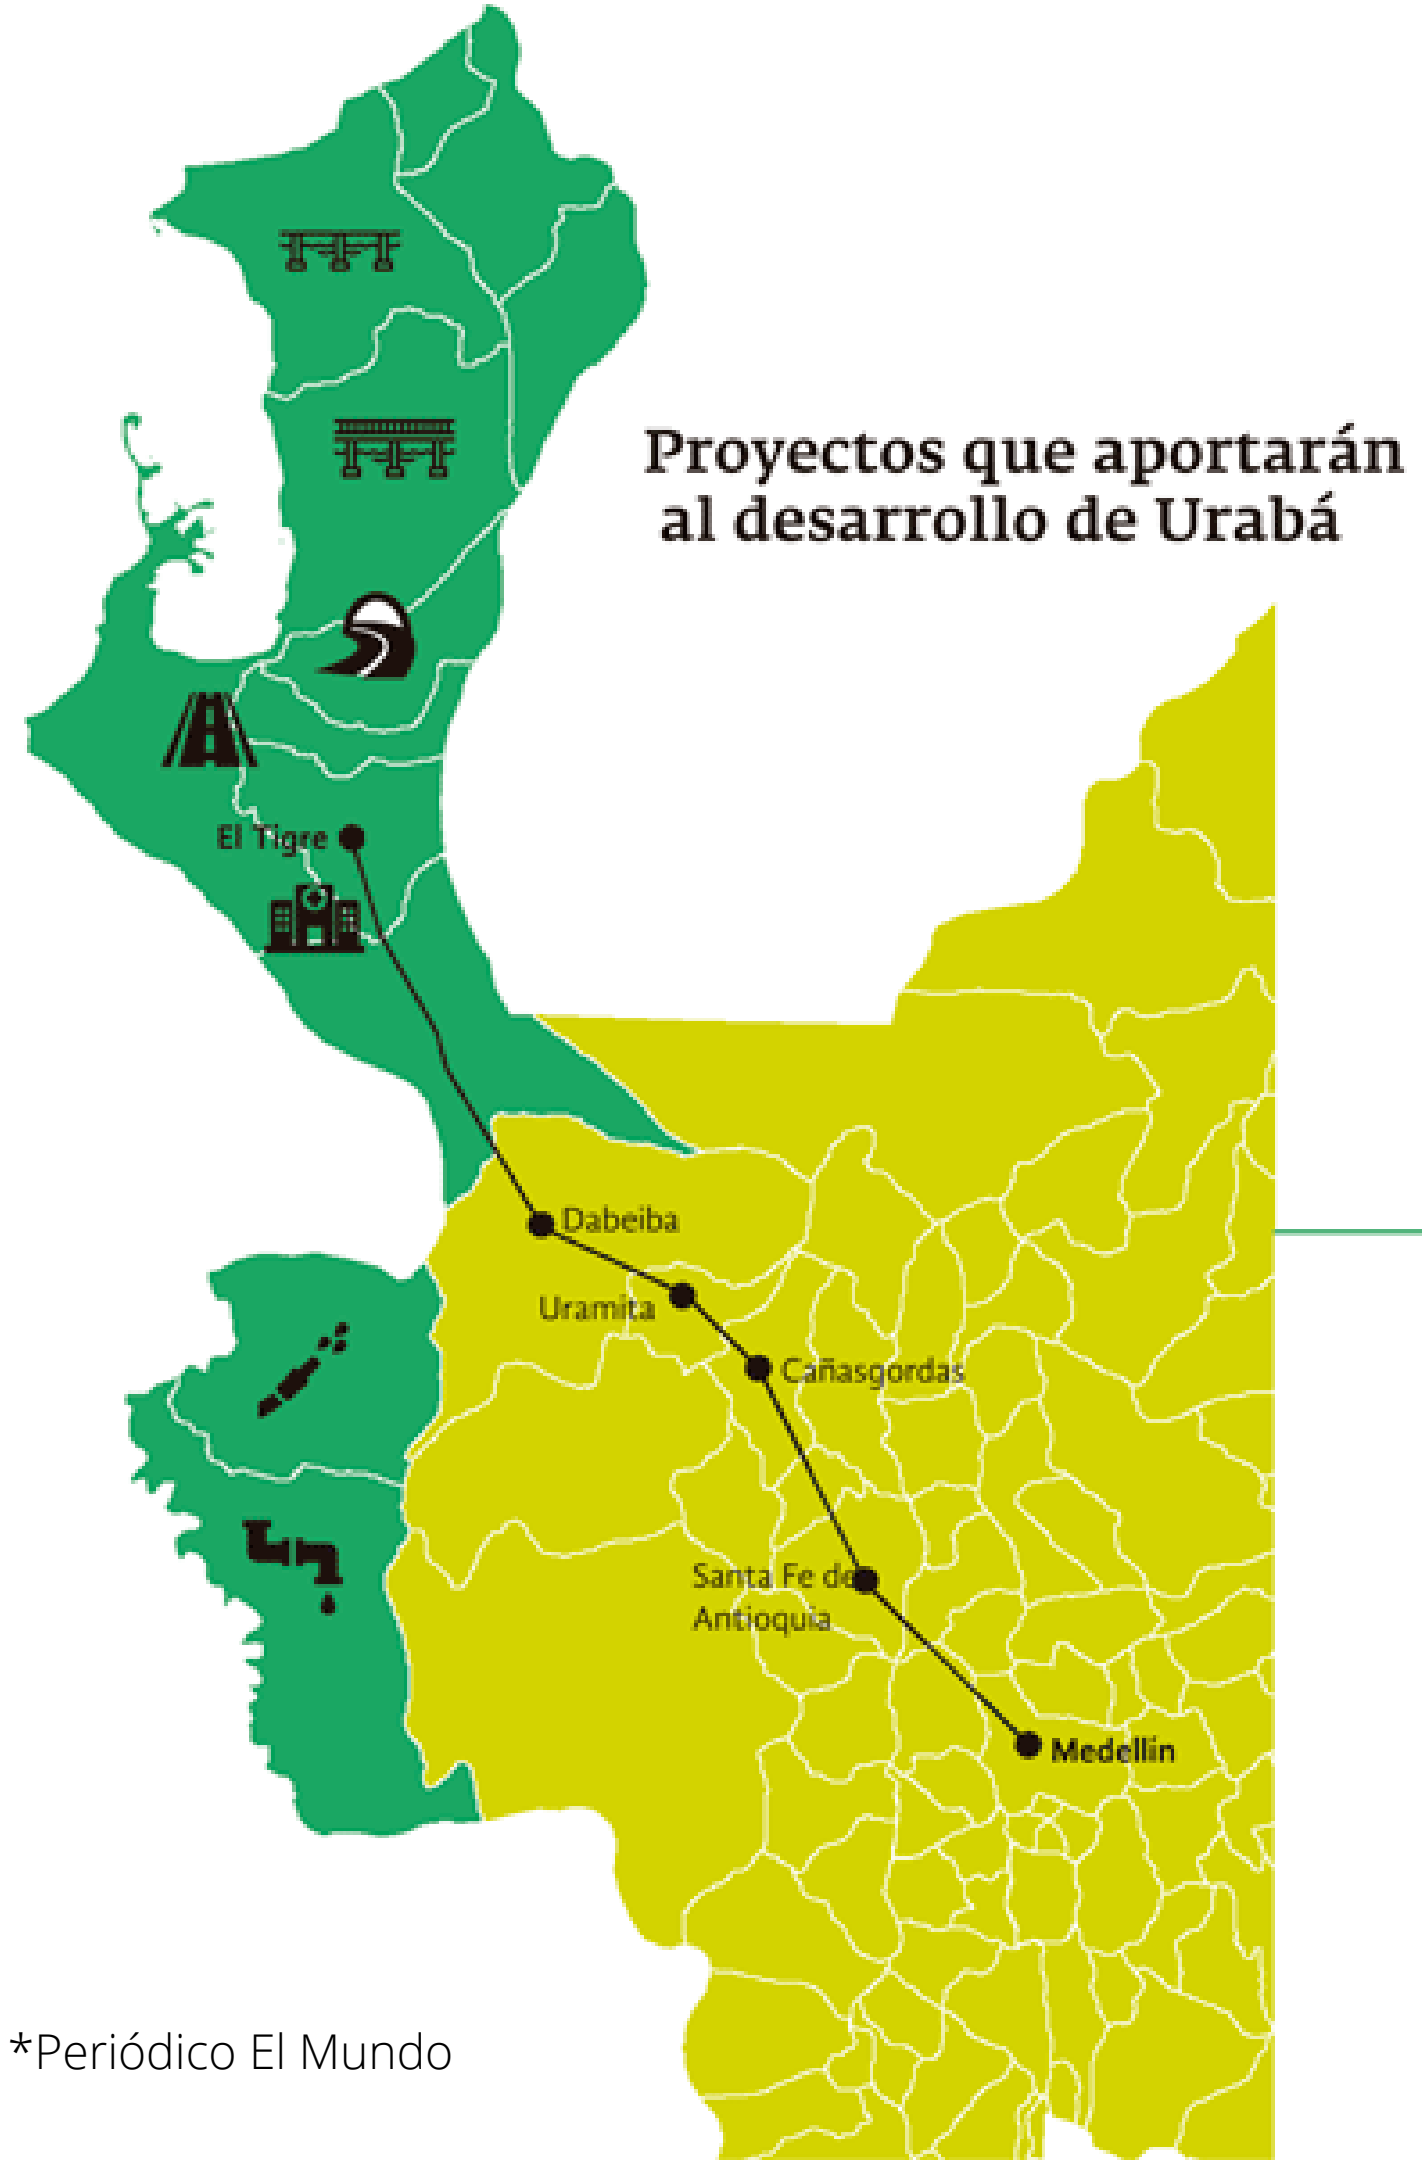 Proyectos que aportarán
al desarrollo de Urabá
El Tigre
Dabeiba
Uramita
Cañasgordas
Santa Fe de
Antioquia
Medellín
*Periódico El Mundo